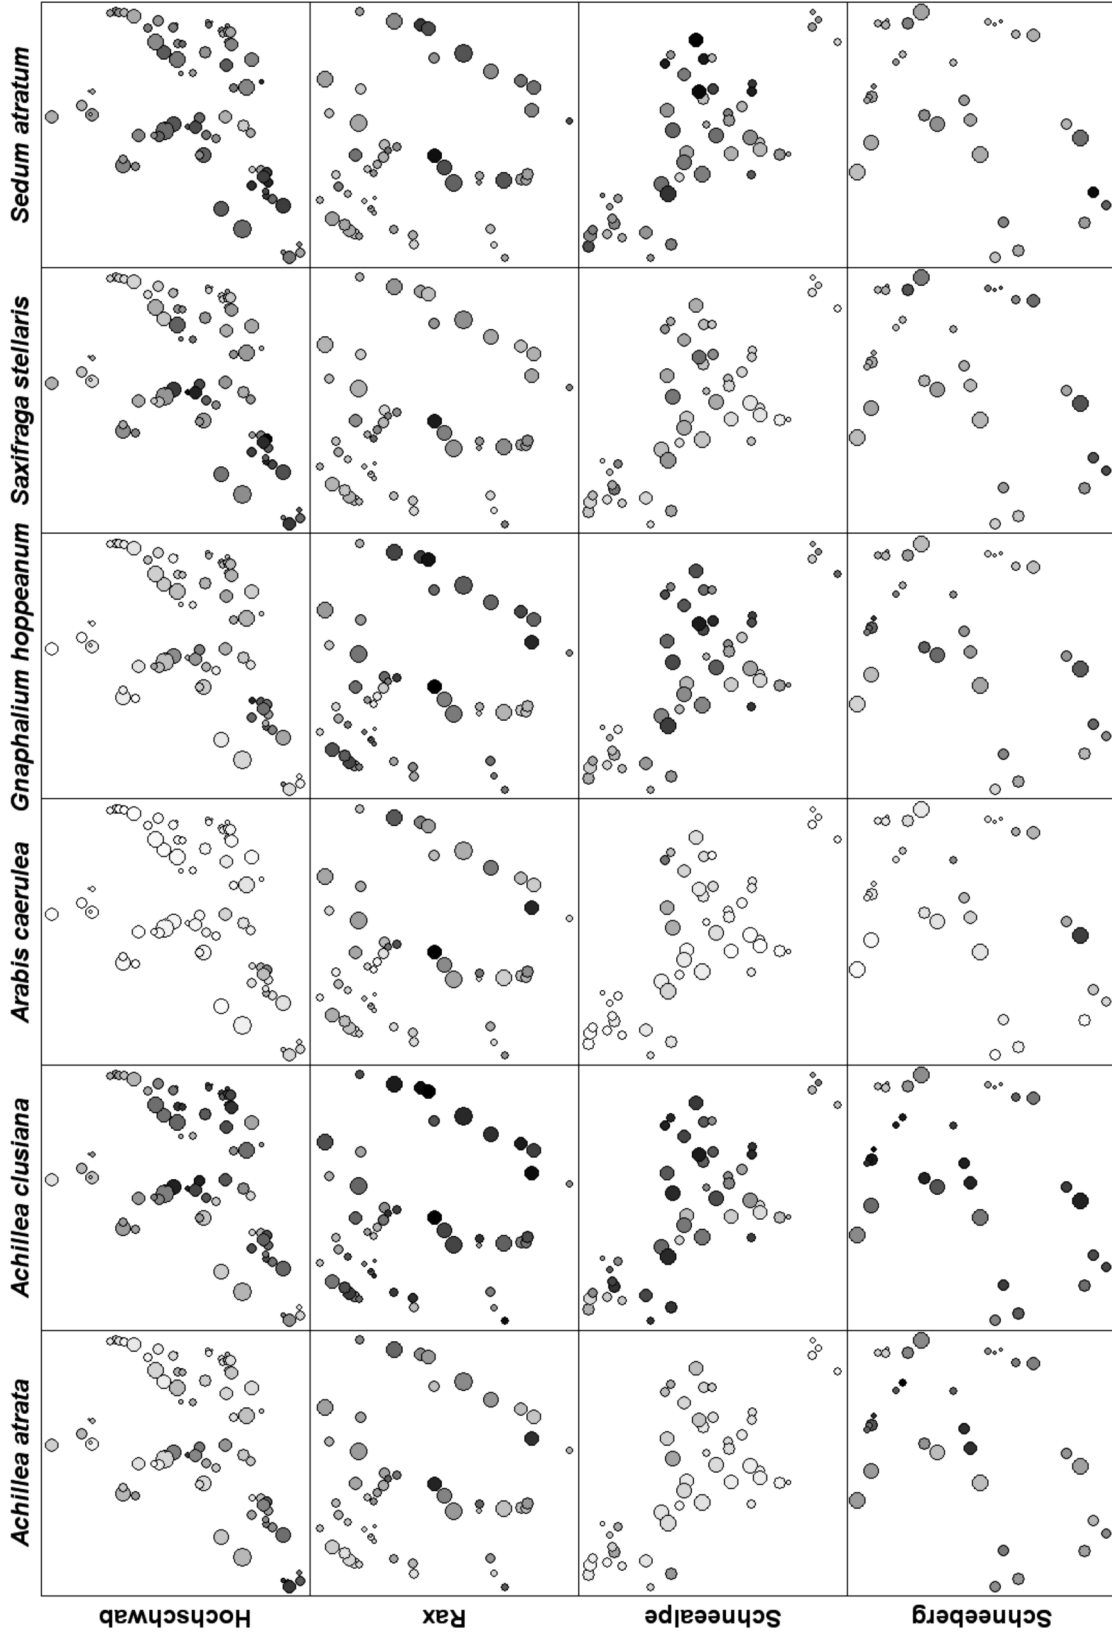 Achillea atrata
Achillea clusiana
Arabis caerulea
Gnaphalium hoppeanum
Saxifraga stellaris
Sedum atratum
Hochschwab
Rax
Schneealpe
Schneeberg